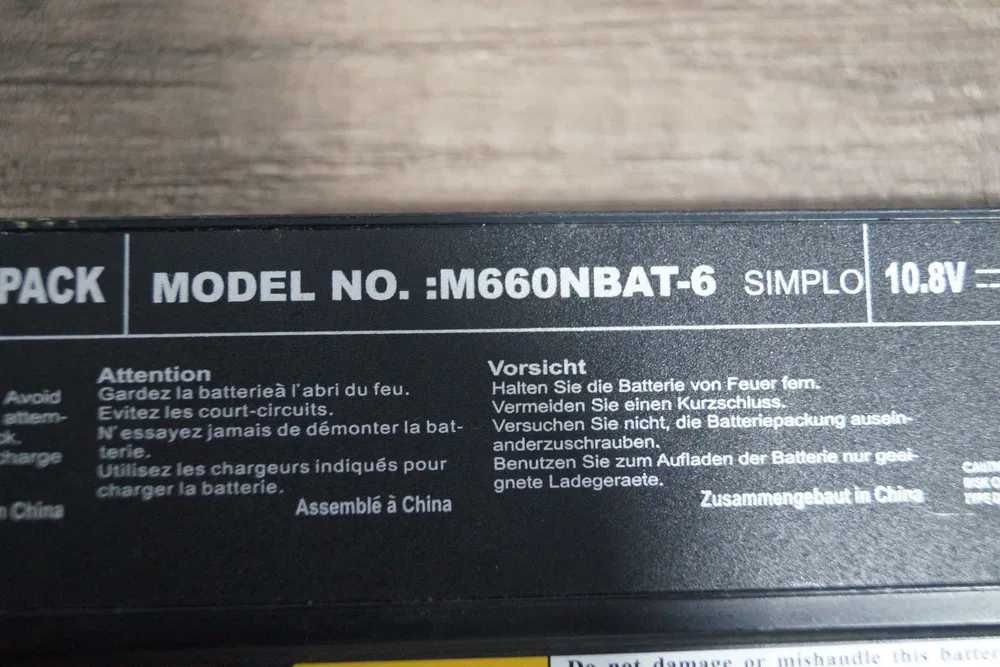 PACK
MODEL NO. :M660NBAT-6 SIMPLO
10.8V
Avoid
attem-
charge
n China
Attention
Gardez la batterieà l'abri du feu.
Evitez les court-circuits.
N'essayez jamais de démonter la bat-
terie.
Utilisez les chargeurs indiqués pour
charger la batterie.
Assemblé à China
Vorsicht
Halten Sie die Batterie von Feuer fern.
Vermeiden Sie einen Kurzschluss.
Versuchen Sie nicht, die Batteriepackung ausein-
anderzuschrauben.
Benutzen Sie zum Aufladen der Batterie nur geei-
gnete Ladegeraete.
Zusammengebaut in China
RISK O
TYPE
Do not damage or mishandle this batter